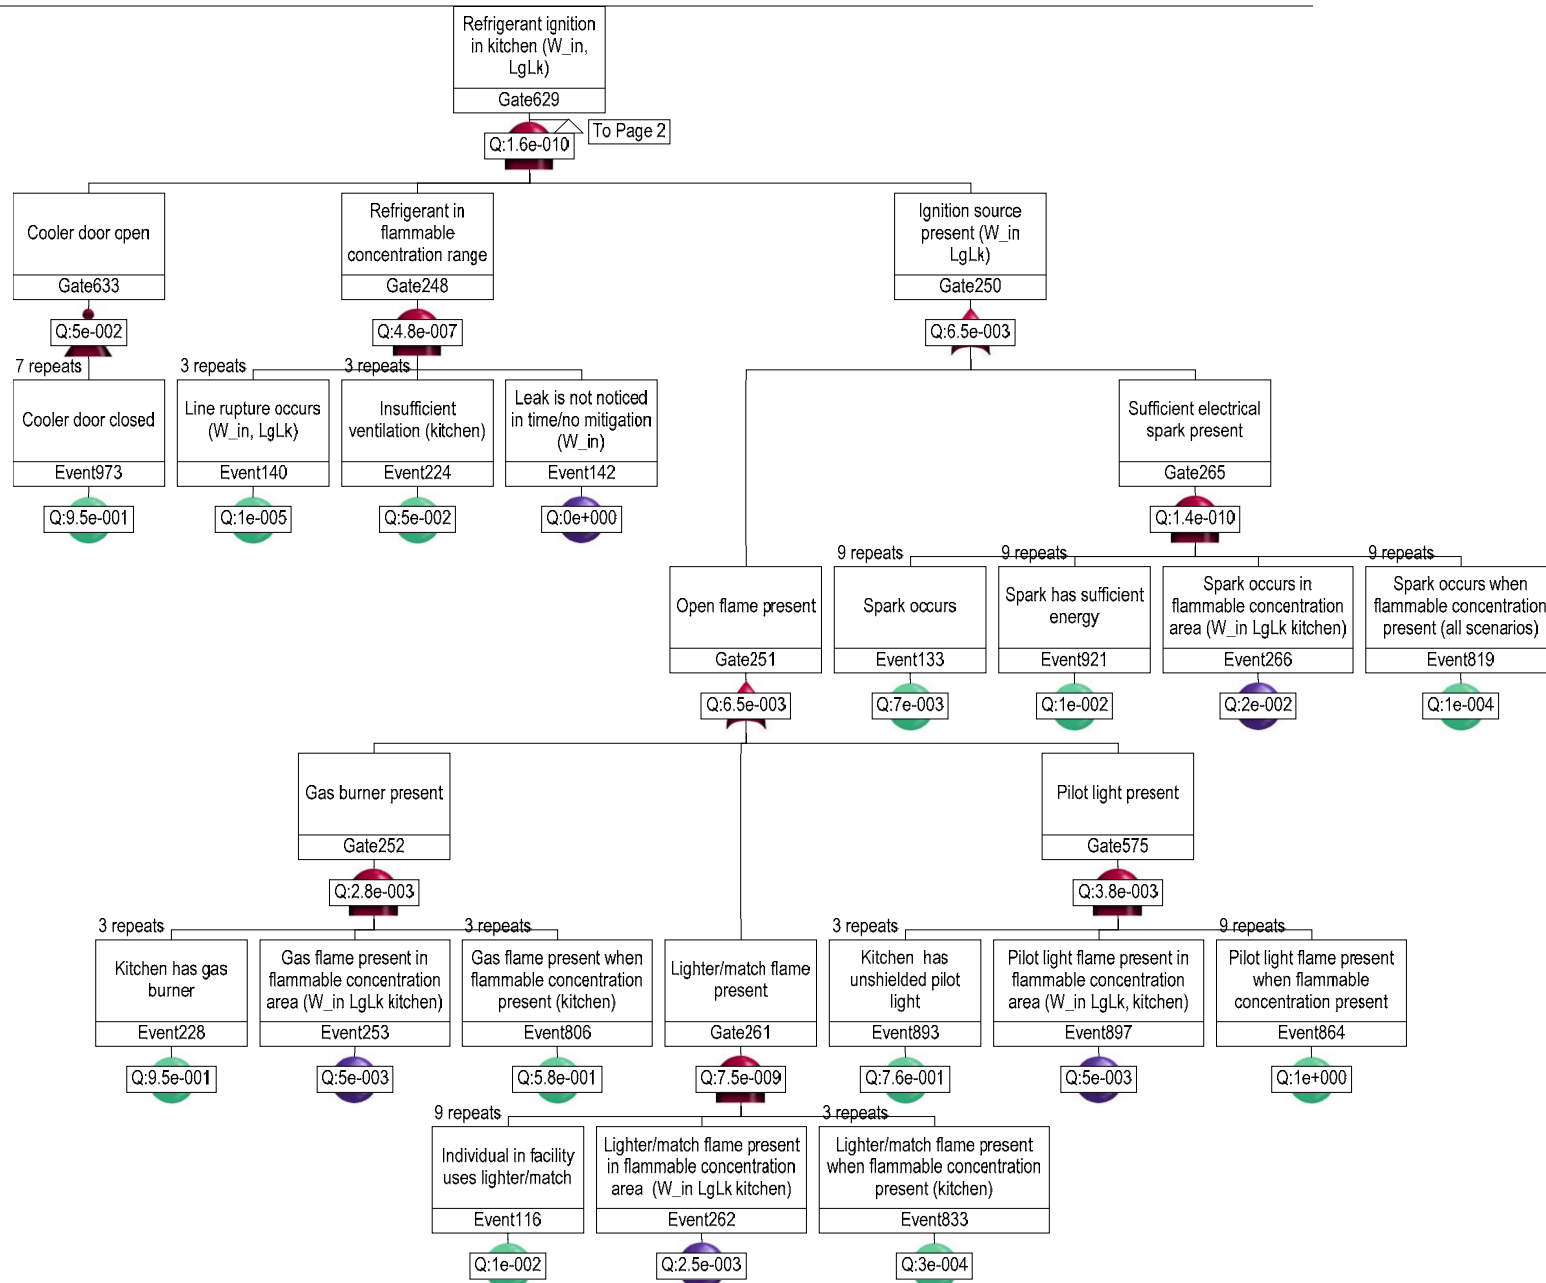 Refrigerant ignition
in kitchen (W_in,
LgLk)
Gate629
To Page 2
Q:1.6e-010
Cooler door open
Gate633
Q:5e-002
Refrigerant in
flammable
concentration range
Gate248
Q:4.8e-007
Ignition source
present (W_in
LgLk)
Gate250
Q:6.5e-003
7 repeats
Cooler door closed
Event973
Q:9.5e-001
3 repeats
Line rupture occurs
(W_in, LgLk)
Event140
Q:1e-005
3 repeats
Insufficient
ventilation (kitchen)
Event224
Q:5e-002
Leak is not noticed
in time/no mitigation
(W_in)
Event142
Q:0e+000
Sufficient electrical
spark present
Gate265
Q:1.4e-010
Open flame present
Gate251
Q:6.5e-003
9 repeats
Spark occurs
Event133
Q:7e-003
9 repeats
Spark has sufficient
energy
Event921
Q:1e-002
Spark occurs in
flammable concentration
area (W_in LgLk kitchen)
Event266
Q:2e-002
9 repeats
Spark occurs when
flammable concentration
present (all scenarios)
Event819
Q:1e-004
Gas burner present
Gate252
Q:2.8e-003
Pilot light present
Gate575
Q:3.8e-003
3 repeats
Kitchen has gas
burner
Event228
Q:9.5e-001
Gas flame present in
flammable concentration
area (W_in LgLk kitchen)
Event253
Q:5e-003
3 repeats
Gas flame present when
flammable concentration
present (kitchen)
Event806
Q:5.8e-001
Lighter/match flame
present
Gate261
Q:7.5e-009
3 repeats
Kitchen has
unshielded pilot
light
Event893
Q:7.6e-001
Pilot light flame present in
flammable concentration
area (W_in LgLk, kitchen)
Event897
Q:5e-003
9 repeats
Pilot light flame present
when flammable
concentration present
Event864
Q:1e+000
9 repeats
Individual in facility
uses lighter/match
Event116
Q:1e-002
Lighter/match flame present
in flammable concentration
area (W_in LgLk kitchen)
Event262
Q:2.5e-003
3 repeats
Lighter/match flame present
when flammable concentration
present (kitchen)
Event833
Q:3e-004